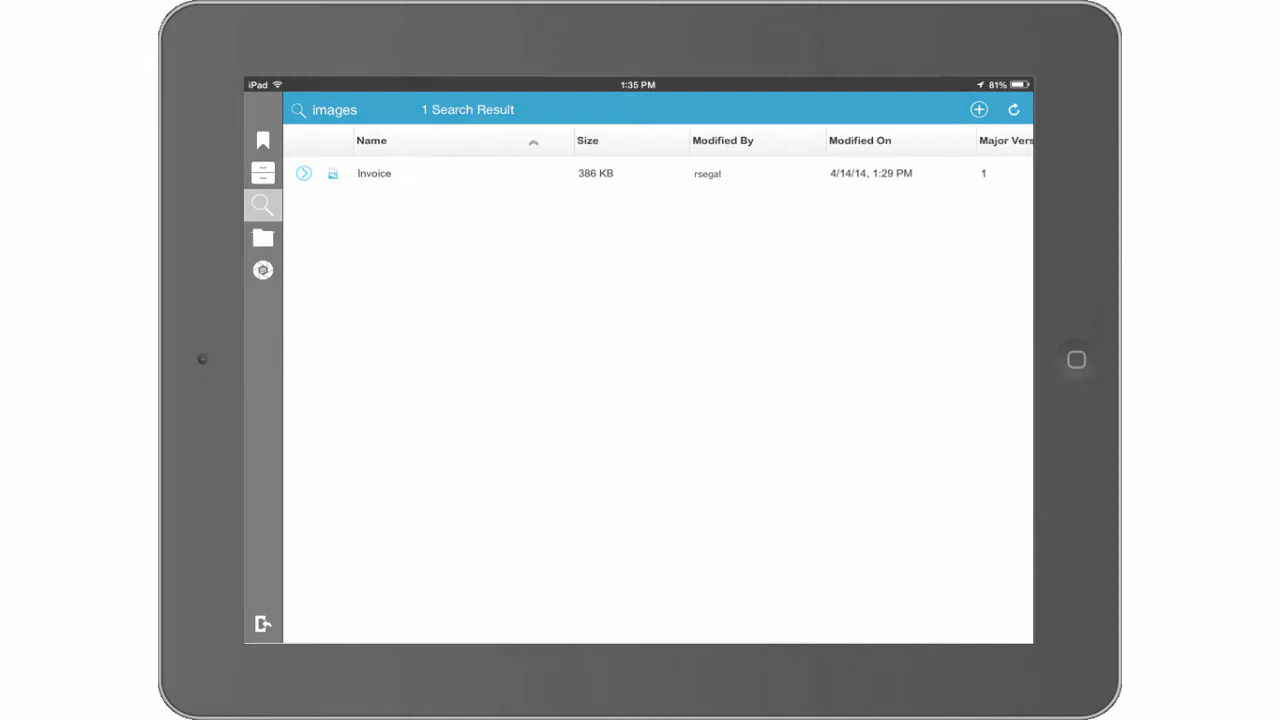 iPad 1:35 PM 81%
images 1 Search Result
Name Size Modified By Modified On Major Vers
Invoice 386 KB rsegal 4/14/14, 1:29 PM 1